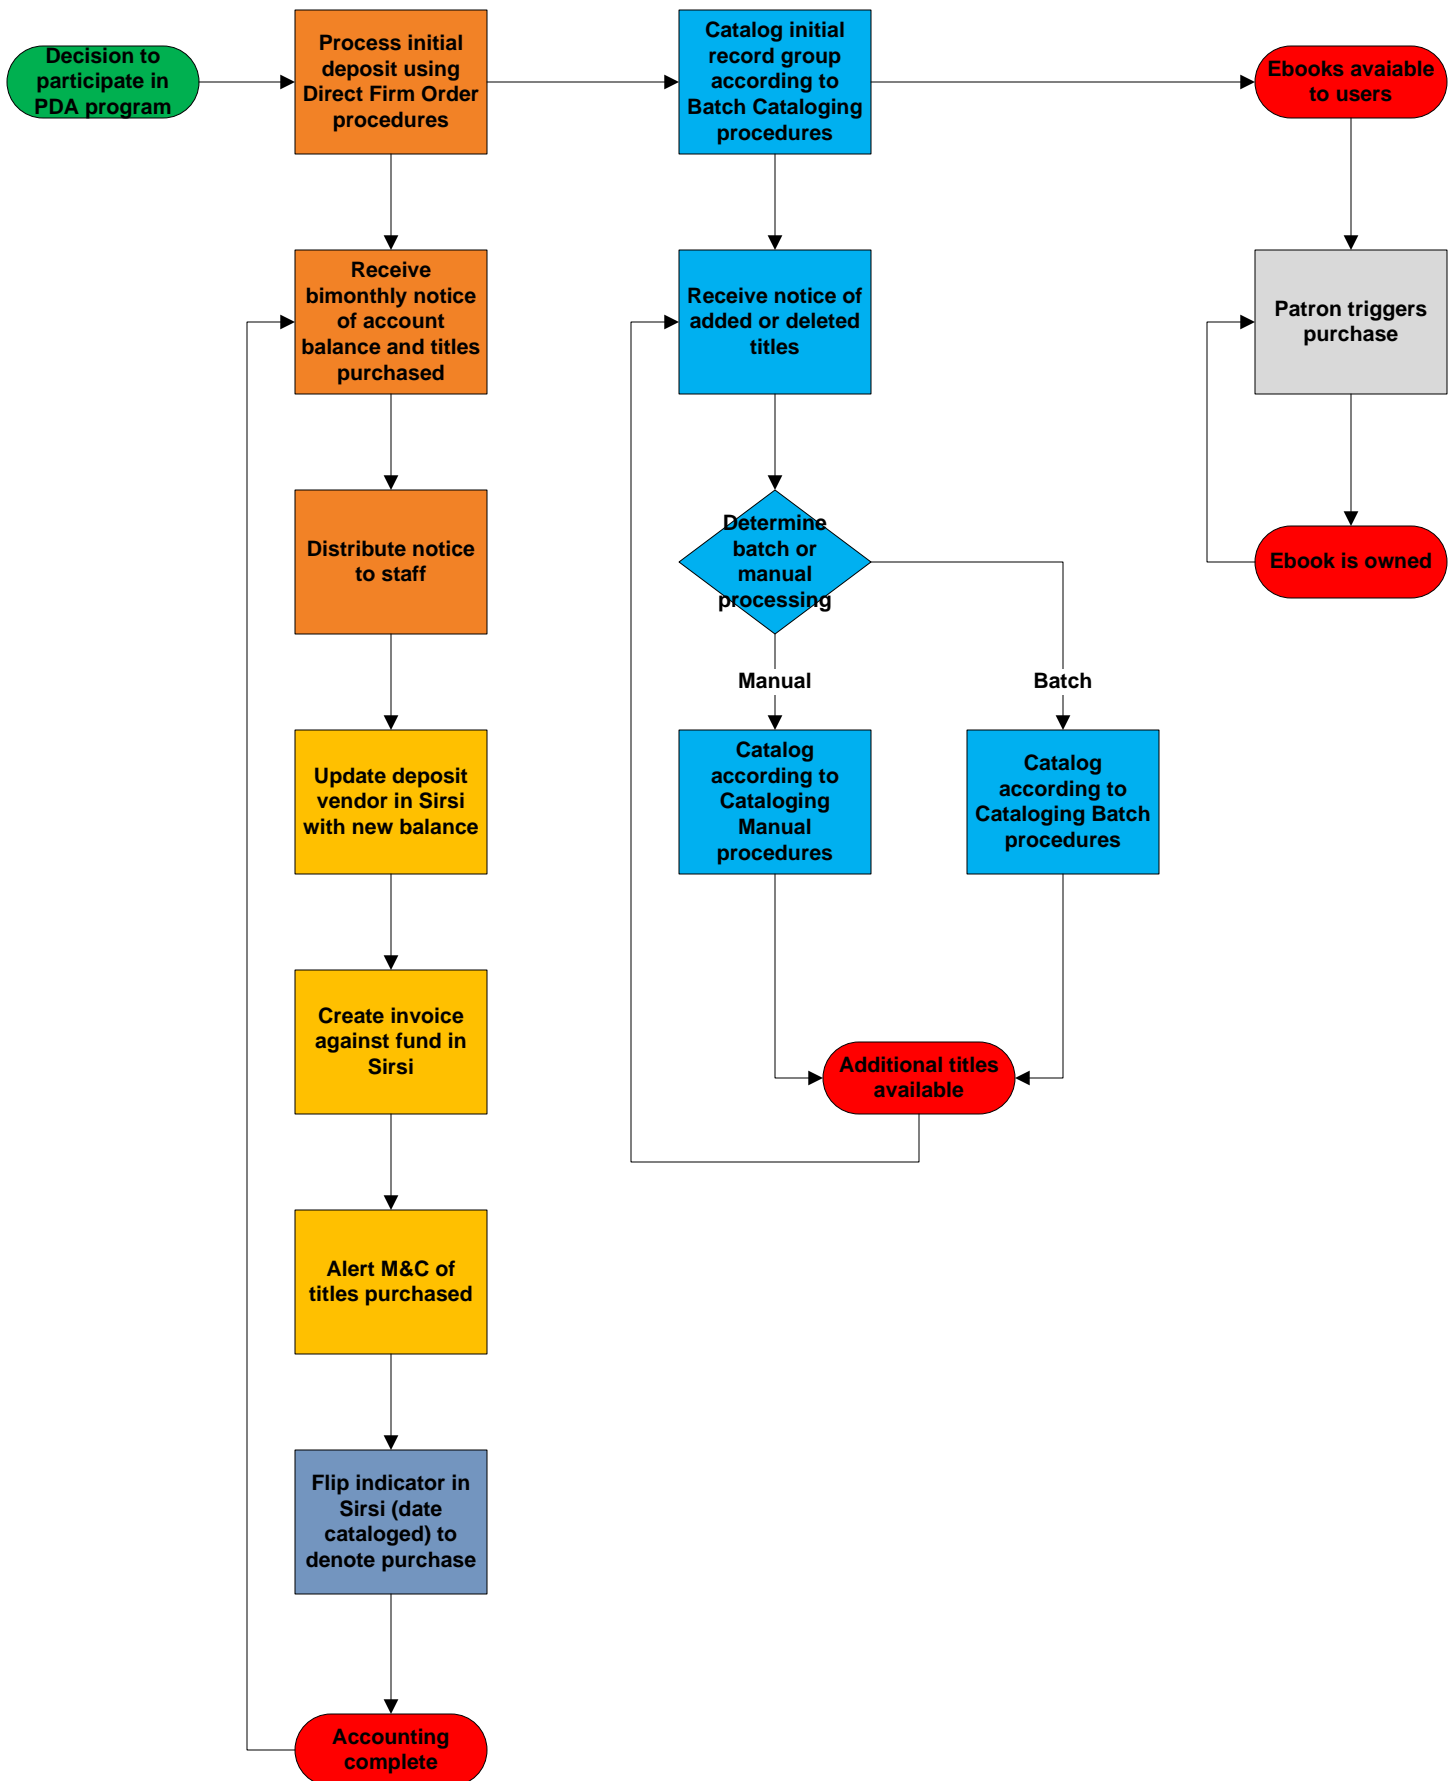 Decision to
participate in
PDA program
Process initial
deposit using
Direct Firm Order
procedures
Catalog initial
record group
according to
Batch Cataloging
procedures
Ebooks avaiable
to users
Receive
bimonthly notice
of account
balance and titles
purchased
Receive notice of
added or deleted
titles
Patron triggers
purchase
Distribute notice
to staff
Determine
batch or
manual
processing
Ebook is owned
Manual
Batch
Update deposit
vendor in Sirsi
with new balance
Catalog
according to
Cataloging
Manual
procedures
Catalog
according to
Cataloging Batch
procedures
Create invoice
against fund in
Sirsi
Additional titles
available
Alert M&C of
titles purchased
Flip indicator in
Sirsi (date
cataloged) to
denote purchase
Accounting
complete